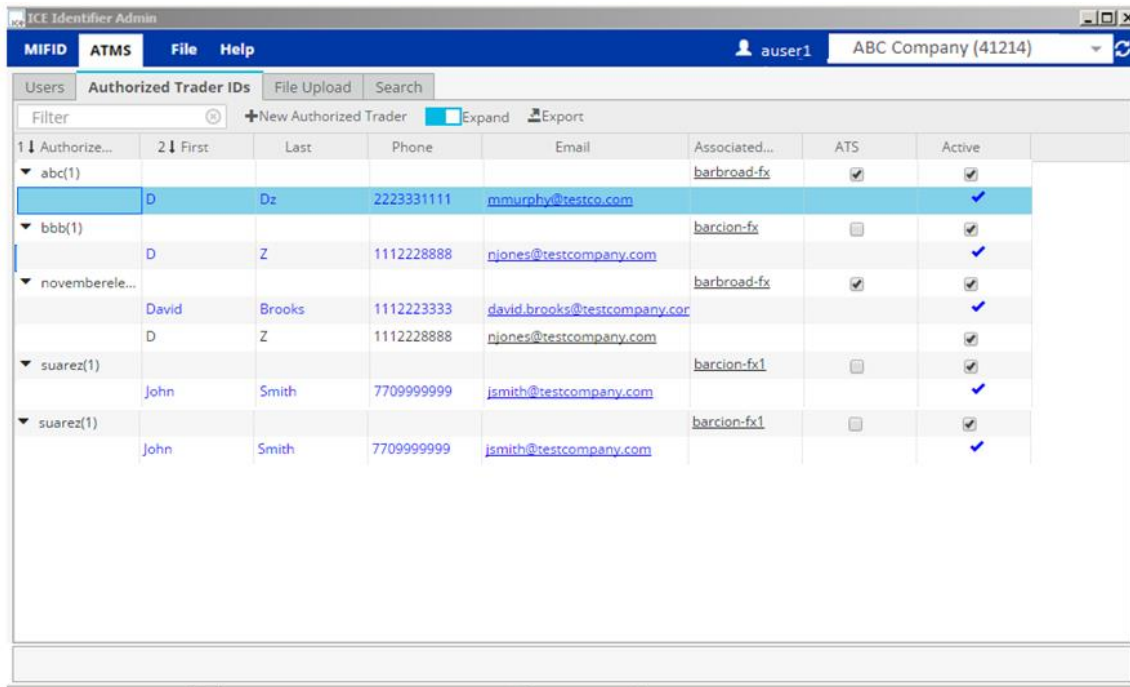 ICE Identifier Admin
MIFID ATMS File Help auser1 ABC Company (41214)
Users Authorized Trader IDs File Upload Search
Filter New Authorized Trader Expand Export
1 Authorize... 2 First Last Phone Email Associated... ATS Active
abc(1) barbroad-fx
D Dz 2223331111 mmurphy@testco.com
bbb(1) barcion-fx
D Z 1112228888 njones@testcompany.com
novemberele... barbroad-fx
David Brooks 1112223333 david.brooks@testcompany.com
D Z 1112228888 njones@testcompany.com
suarez(1) barcion-fx1
John Smith 7709999999 jsmith@testcompany.com
suarez(1) barcion-fx1
John Smith 7709999999 jsmith@testcompany.com